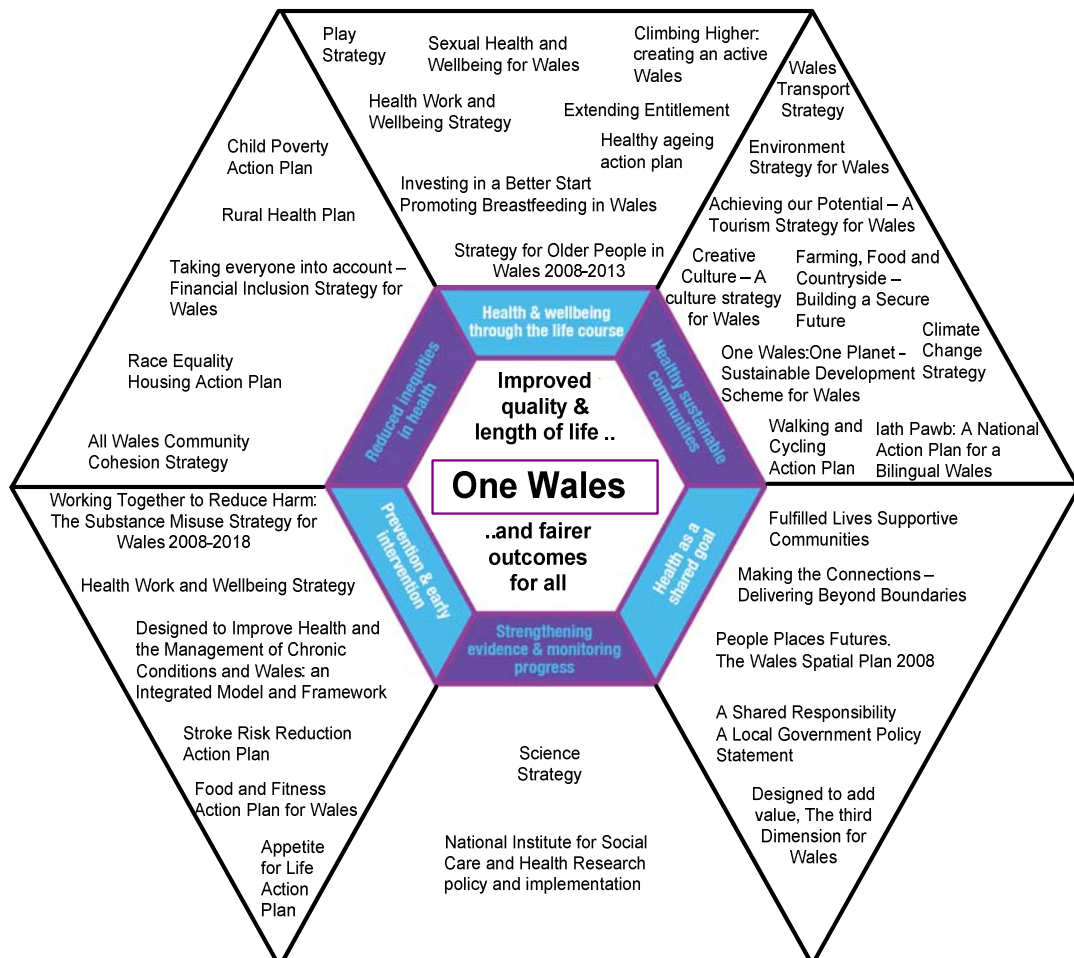 Play
Strategy
Sexual Health and
Wellbeing for Wales
Climbing Higher:
creating an active
Wales
Health Work and
Wellbeing Strategy
Extending Entitlement
Healthy ageing
action plan
Investing in a Better Start
Promoting Breastfeeding in Wales
Strategy for Older People in
Wales 2008-2013
Wales
Transport
Strategy
Environment
Strategy for Wales
Achieving our Potential – A
Tourism Strategy for Wales
Creative
Culture – A
culture strategy
for Wales
Farming, Food and
Countryside –
Building a Secure
Future
Climate
Change
Strategy
One Wales:One Planet -
Sustainable Development
Scheme for Wales
Walking and
Cycling
Action Plan
Iath Pawb: A National
Action Plan for a
Bilingual Wales
Child Poverty
Action Plan
Rural Health Plan
Taking everyone into account –
Financial Inclusion Strategy for
Wales
Race Equality
Housing Action Plan
All Wales Community
Cohesion Strategy
Health & wellbeing
through the life course
Reduced inequities
in health
Healthy sustainable
communities
Improved
quality &
length of life ..
One Wales
..and fairer
outcomes
for all
Prevention & early
intervention
Health as a
shared goal
Strengthening
evidence & monitoring
progress
Working Together to Reduce Harm:
The Substance Misuse Strategy for
Wales 2008-2018
Health Work and Wellbeing Strategy
Designed to Improve Health and
the Management of Chronic
Conditions and Wales: an
Integrated Model and Framework
Stroke Risk Reduction
Action Plan
Food and Fitness
Action Plan for Wales
Appetite
for Life
Action
Plan
Science
Strategy
National Institute for Social
Care and Health Research
policy and implementation
Fulfilled Lives Supportive
Communities
Making the Connections –
Delivering Beyond Boundaries
People Places Futures.
The Wales Spatial Plan 2008
A Shared Responsibility
A Local Government Policy
Statement
Designed to add
value, The third
Dimension for
Wales